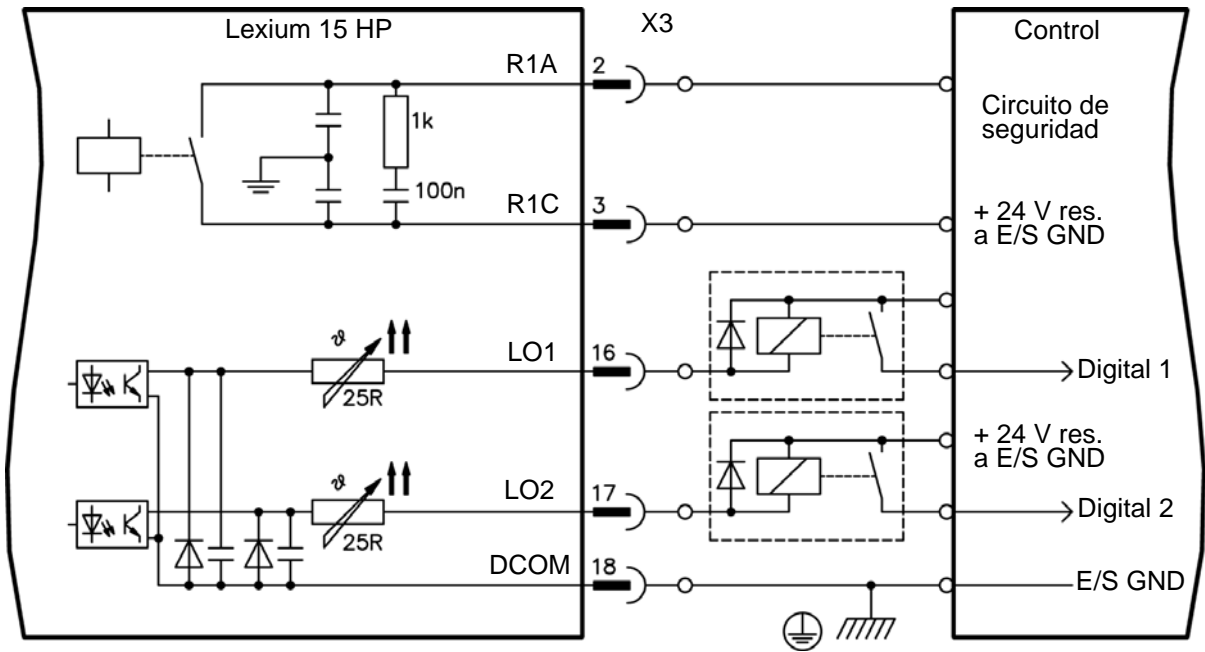 Lexium 15 HP
X3
Control
R1A
2
1k
100n
Circuito de
seguridad
R1C
3
+ 24 V res.
a E/S GND
ϑ
25R
LO1
16
Digital 1
+ 24 V res.
a E/S GND
ϑ
25R
LO2
17
Digital 2
DCOM
18
E/S GND